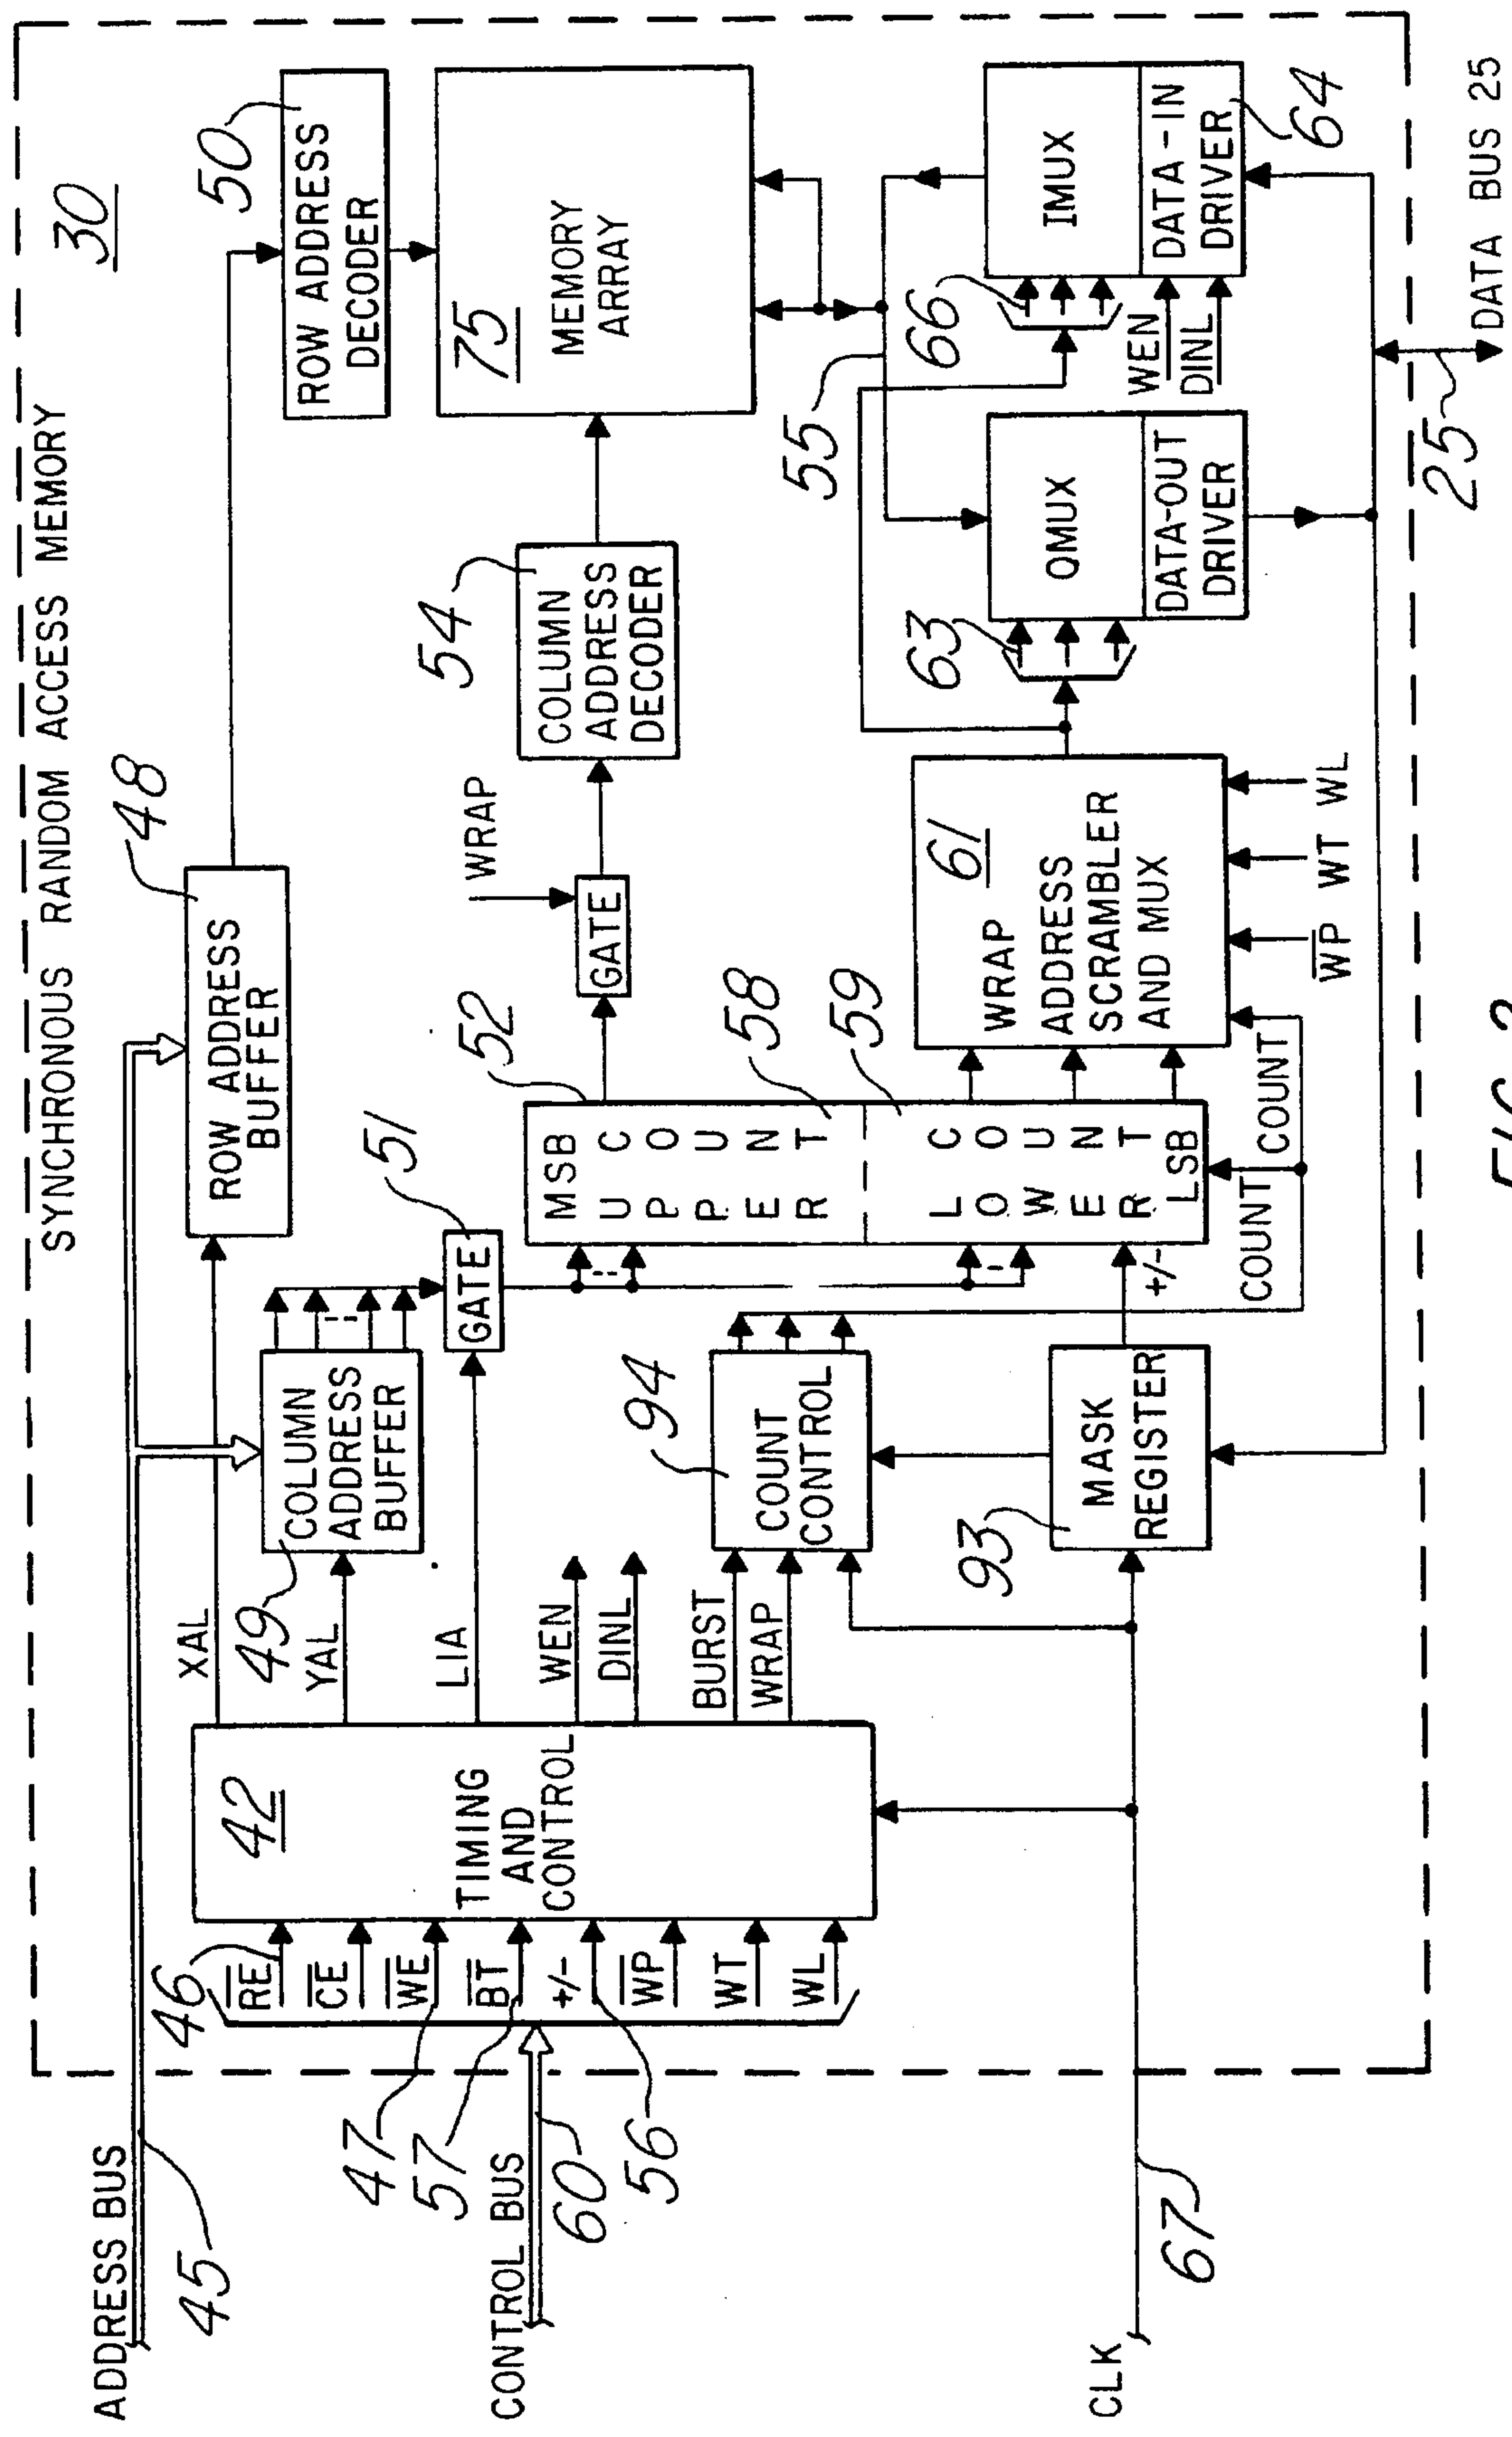 SYNCHRONOUS RANDOM ACCESS MEMORY
30
ADDRESS BUS
45
XAL
ROW ADDRESS
BUFFER
48
ROW ADDRESS
DECODER
50
49
YAL
COLUMN
ADDRESS
BUFFER
LIA
GATE
51
46
RE
CE
WE
BT
+/-
WP
WT
WL
47
57
CONTROL BUS
60
56
42
TIMING
AND
CONTROL
WEN
DINL
BURST
WRAP
94
COUNT
CONTROL
93
MASK
REGISTER
+/-
COUNT
COUNT
52
MSB
UPPER
COUNT
58
59
LOWER
COUNT
LSB
GATE
WRAP
54
COLUMN
ADDRESS
DECODER
75
MEMORY
ARRAY
55
61
WRAP
ADDRESS
SCRAMBLER
AND MUX
WP WT WL
63
QMUX
DATA-OUT
DRIVER
66
WEN
DINL
IMUX
DATA-IN
DRIVER
64
25
DATA BUS 25
CLK
67